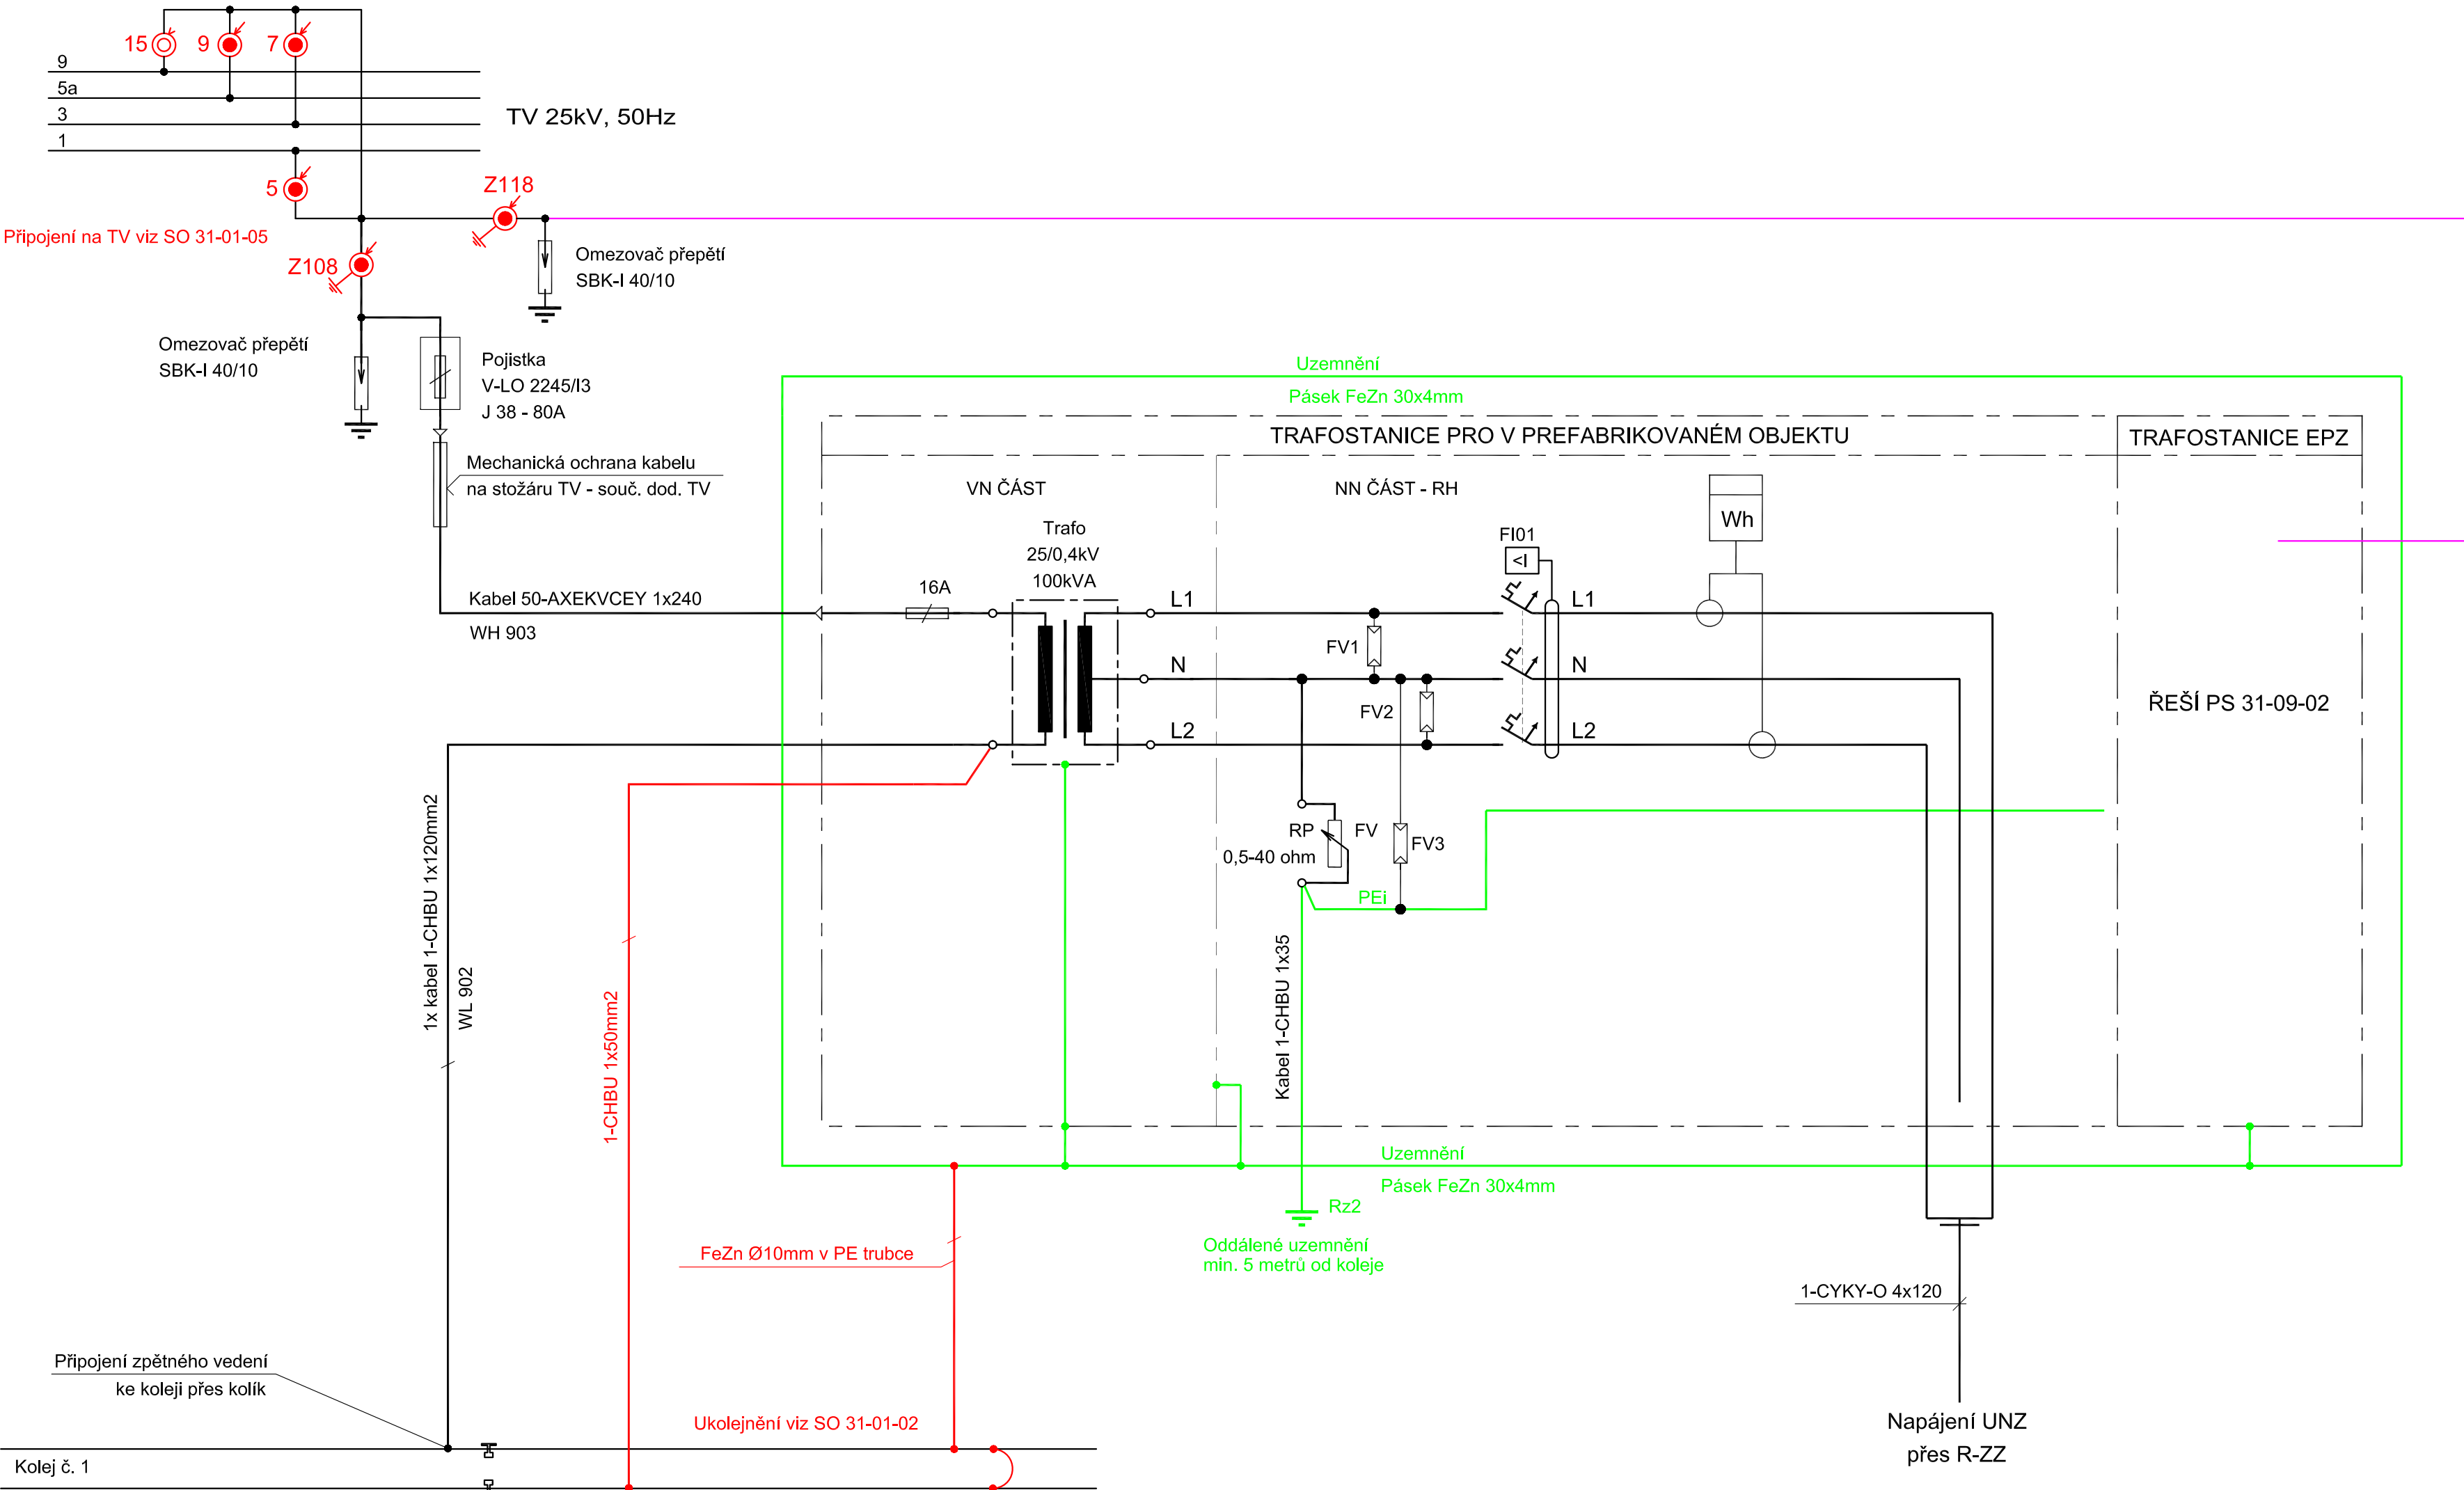 15
9
7
9
5a
3
1
TV 25kV, 50Hz
5
Z118
Připojení na TV viz SO 31-01-05
Z108
Omezovač přepětí
SBK-I 40/10
Omezovač přepětí
SBK-I 40/10
Pojistka
V-LO 2245/I3
J 38 - 80A
Mechanická ochrana kabelu
na stožáru TV - souč. dod. TV
Kabel 50-AXEKVCEY 1x240
WH 903
Uzemnění
Pásek FeZn 30x4mm
TRAFOSTANICE PRO V PREFABRIKOVANÉM OBJEKTU
TRAFOSTANICE EPZ
VN ČÁST
NN ČÁST - RH
Trafo
25/0,4kV
100kVA
16A
L1
N
L2
FV1
FV2
FI01
<I
L1
N
L2
Wh
ŘEŠÍ PS 31-09-02
RP
FV
0,5-40 ohm
FV3
PEi
Kabel 1-CHBU 1x35
1x kabel 1-CHBU 1x120mm2
WL 902
1-CHBU 1x50mm2
Uzemnění
Pásek FeZn 30x4mm
Rz2
Oddálené uzemnění
min. 5 metrů od koleje
FeZn Ø10mm v PE trubce
1-CYKY-O 4x120
Připojení zpětného vedení
ke koleji přes kolík
Ukolejnění viz SO 31-01-02
Napájení UNZ
přes R-ZZ
Kolej č. 1